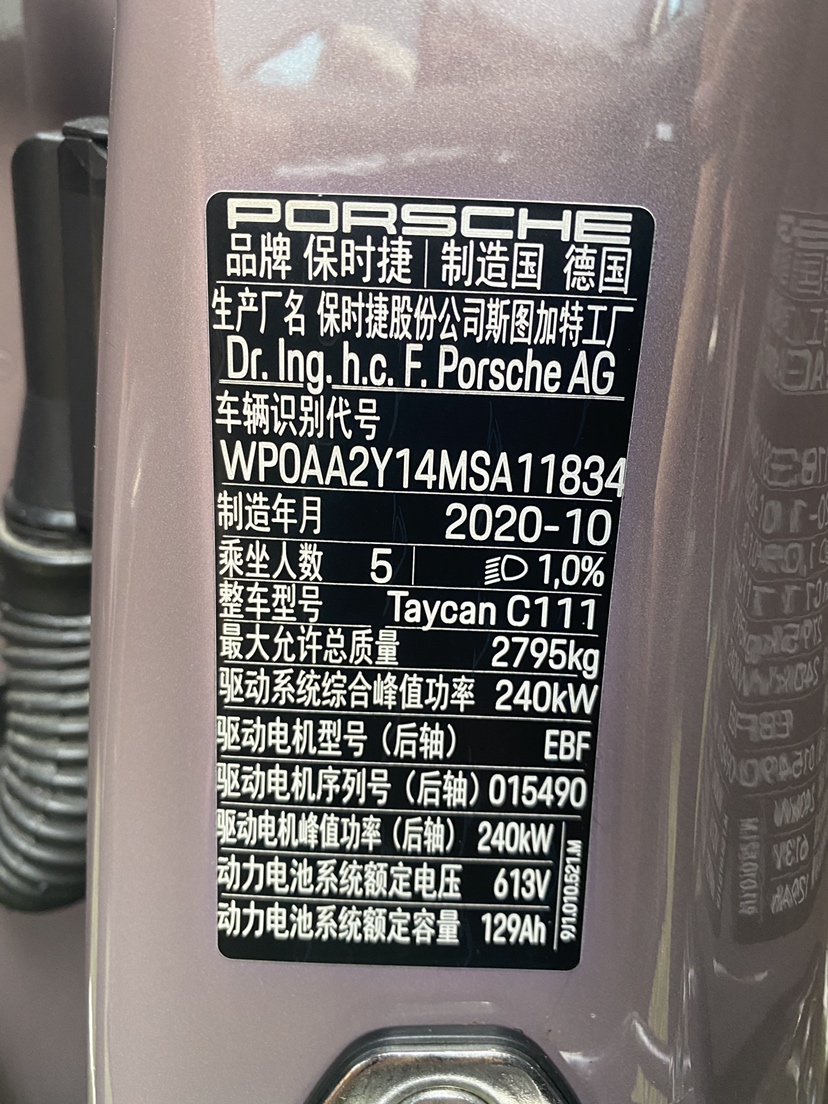 PORSCHE
品牌 保时捷 制造国 德国
生产厂名 保时捷股份公司斯图加特工厂
Dr. Ing. h.c. F. Porsche AG
车辆识别代号
WP0AA2Y14MSA11834
制造年月 2020-10
乘坐人数 5 1,0%
整车型号 Taycan C111
最大允许总质量 2795kg
驱动系统综合峰值功率 240kW
驱动电机型号（后轴） EBF
驱动电机序列号（后轴）015490
驱动电机峰值功率（后轴） 240kW
动力电池系统额定电压 613V
动力电池系统额定容量 129Ah
9J1.010.521.M